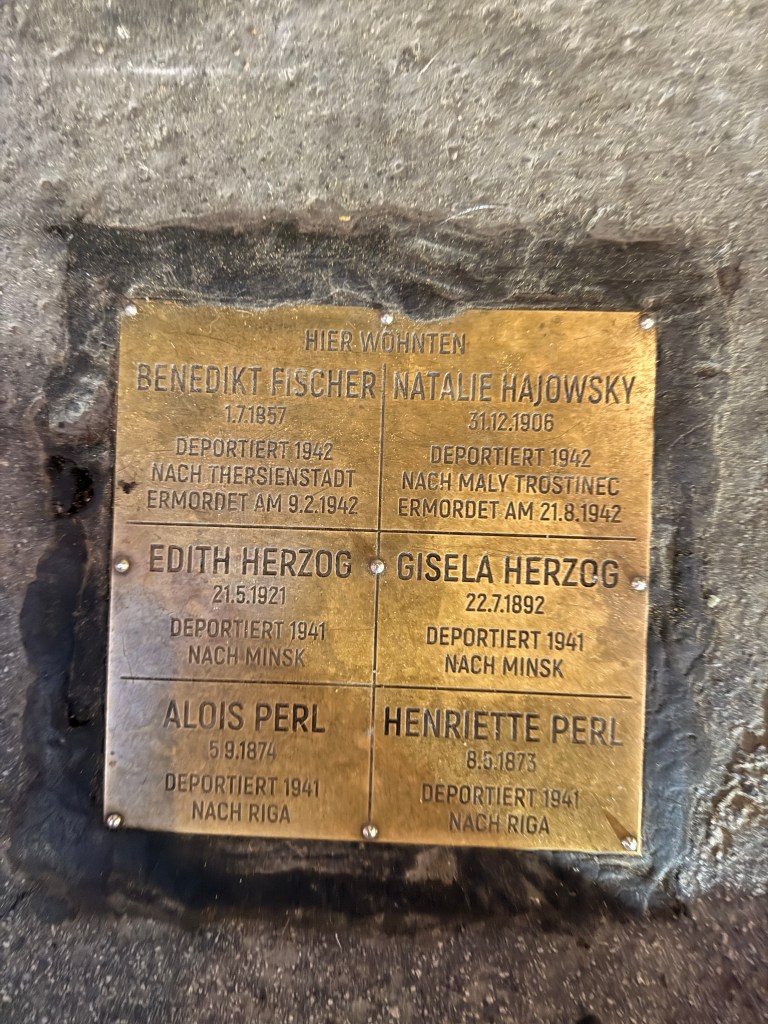 HIER WOHNTEN
BENEDIKT FISCHER
1.7.1857
DEPORTIERT 1942
NACH THERSIENSTADT
ERMORDET AM 9.2.1942
NATALIE HAJOWSKY
31.12.1906
DEPORTIERT 1942
NACH MALY TROSTINEC
ERMORDET AM 21.8.1942
EDITH HERZOG
21.5.1921
DEPORTIERT 1941
NACH MINSK
GISELA HERZOG
22.7.1892
DEPORTIERT 1941
NACH MINSK
ALOIS PERL
5.9.1874
DEPORTIERT 1941
NACH RIGA
HENRIETTE PERL
8.5.1873
DEPORTIERT 1941
NACH RIGA